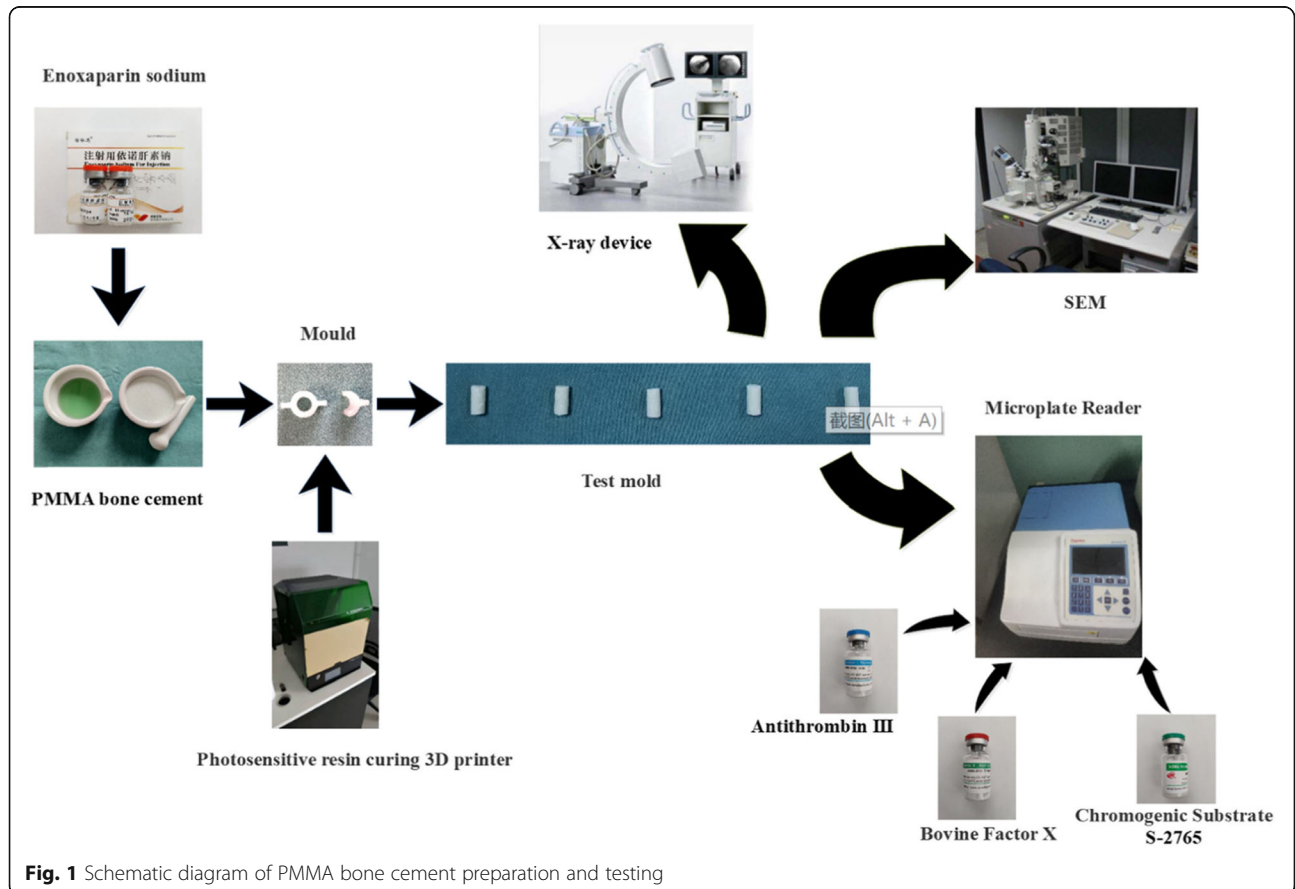 Enoxaparin sodium
注射用依诺肝素钠
Enoxaparin Sodium For Injection
X-ray device
SEM
Mould
Microplate Reader
截图(Alt + A)
Test mold
PMMA bone cement
Antithrombin III
Photosensitive resin curing 3D printer
Bovine Factor X
Chromogenic Substrate
S-2765
Fig. 1 Schematic diagram of PMMA bone cement preparation and testing